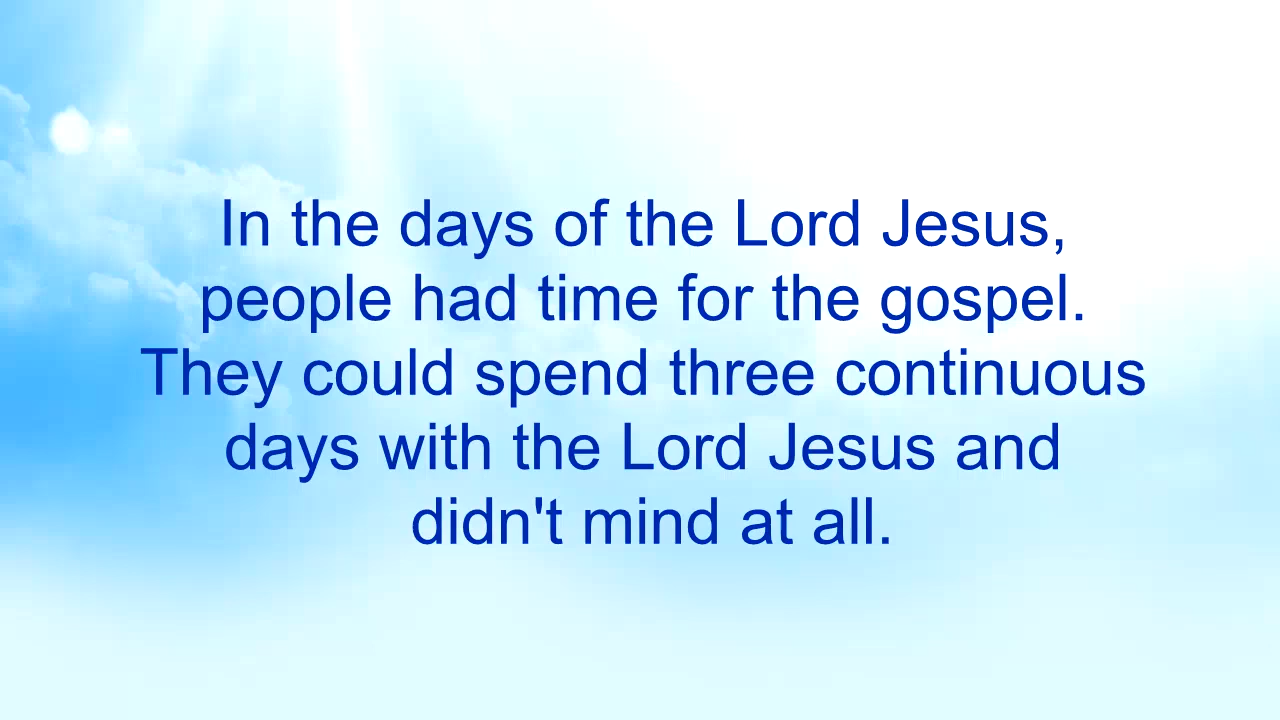 In the days of the Lord Jesus,
people had time for the gospel.
They could spend three continuous
days with the Lord Jesus and
didn't mind at all.